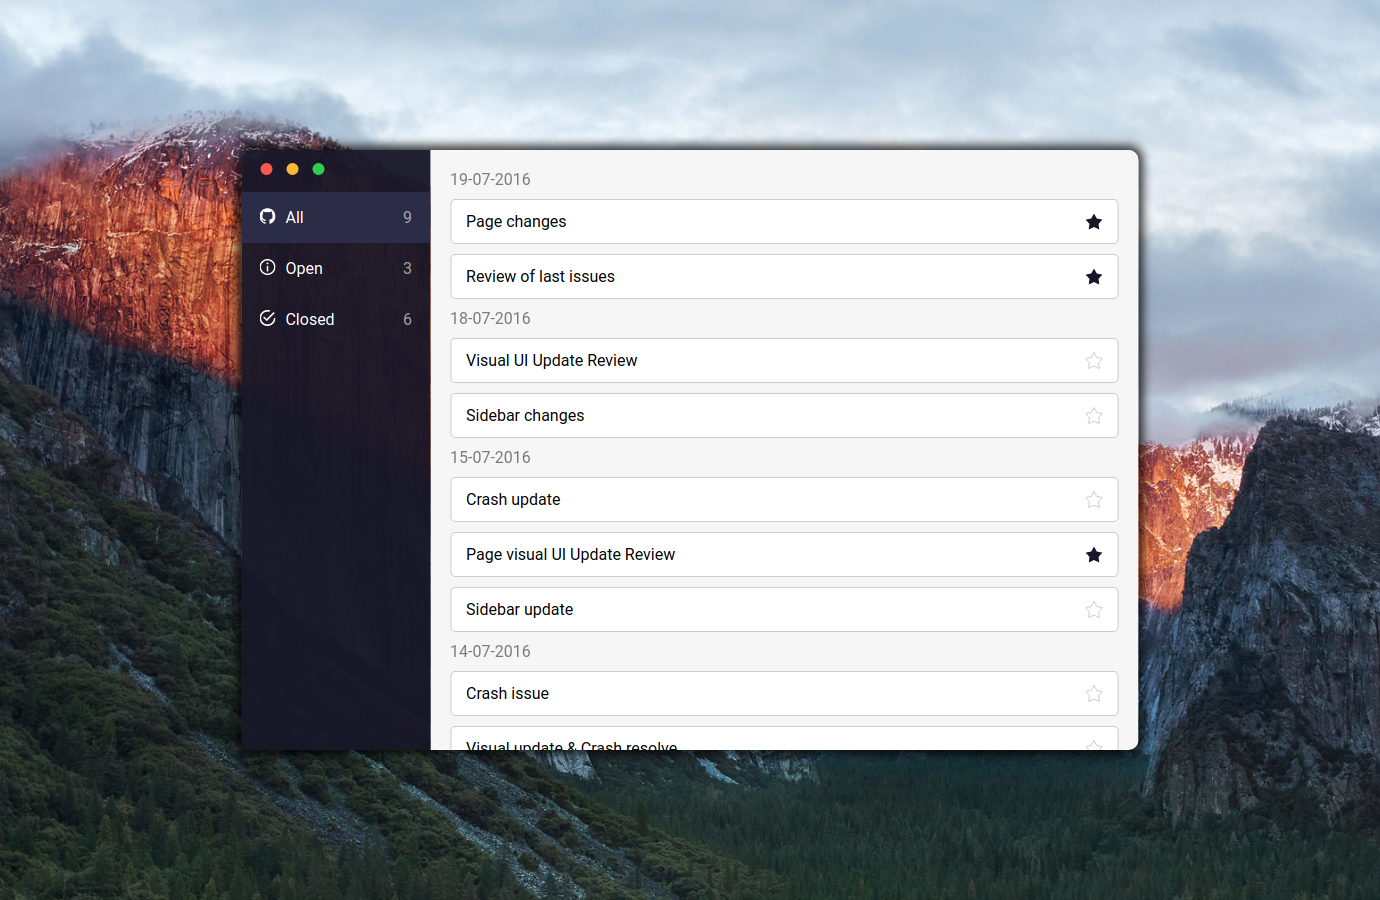 All 9
Open 3
Closed 6
19-07-2016
Page changes
Review of last issues
18-07-2016
Visual UI Update Review
Sidebar changes
15-07-2016
Crash update
Page visual UI Update Review
Sidebar update
14-07-2016
Crash issue
Visual update & Crash resolve